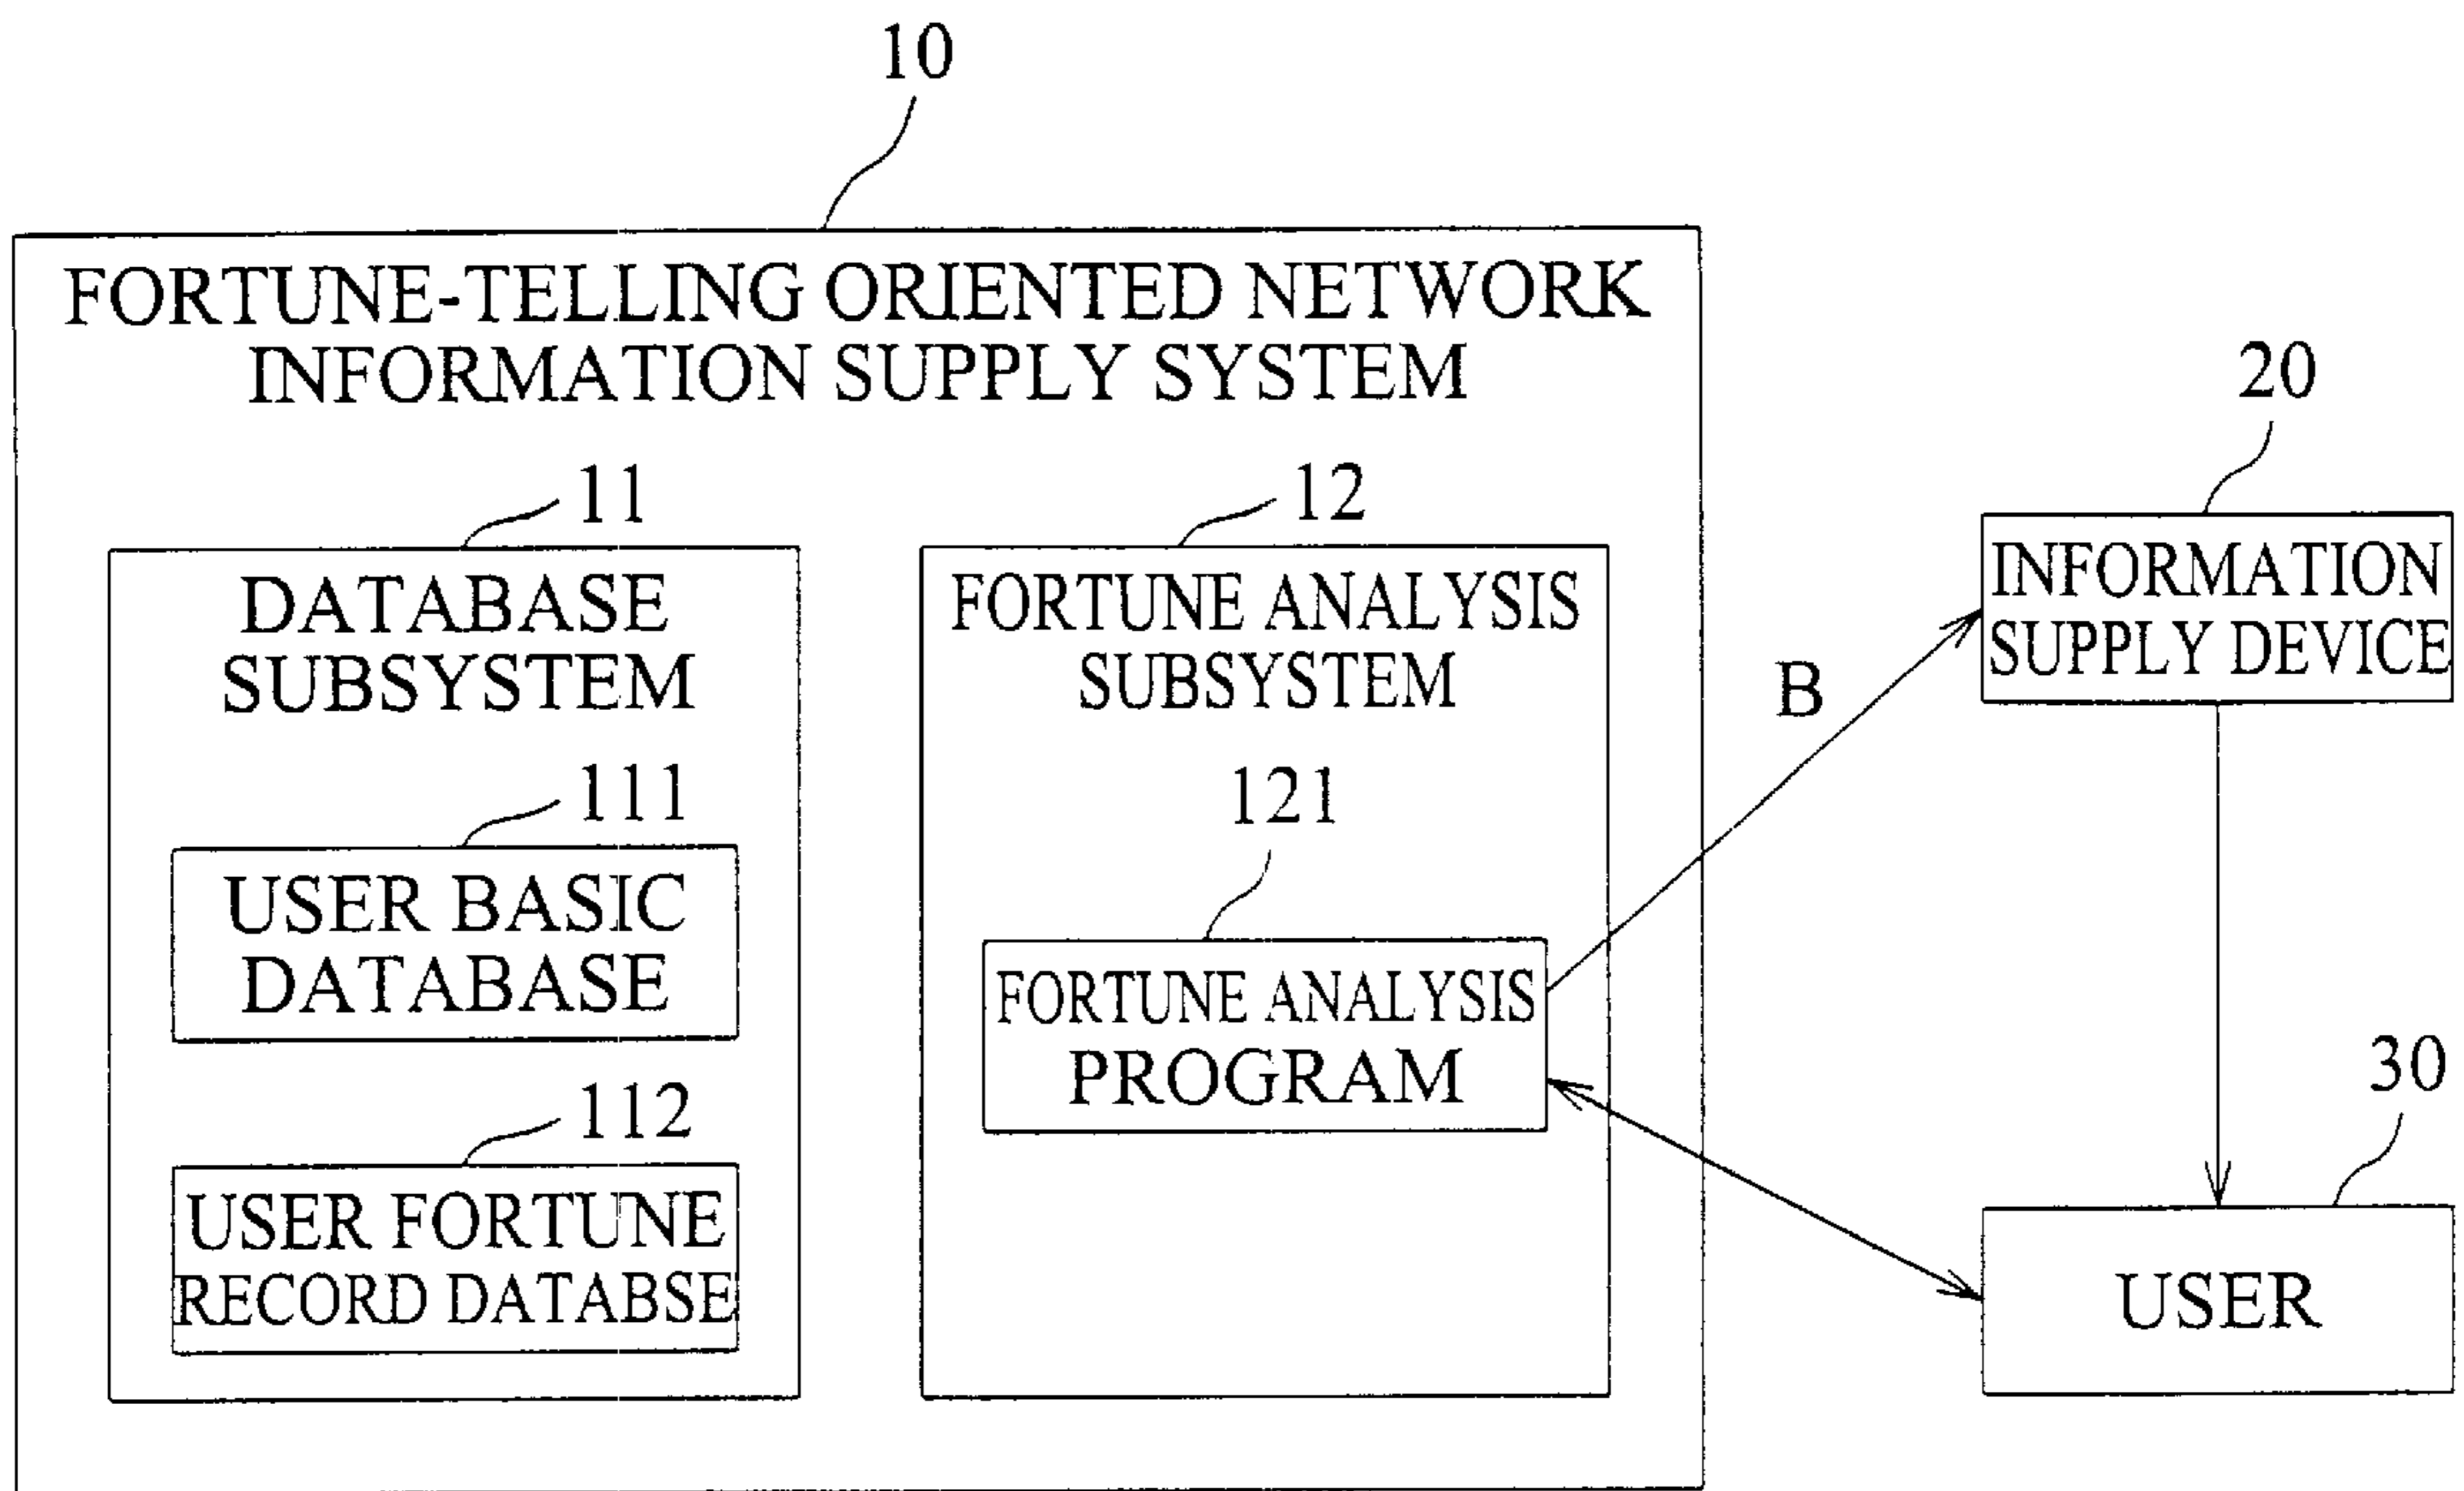 10
FORTUNE-TELLING ORIENTED NETWORK
INFORMATION SUPPLY SYSTEM
11
DATABASE
SUBSYSTEM
111
USER BASIC
DATABASE
112
USER FORTUNE
RECORD DATABSE
12
FORTUNE ANALYSIS
SUBSYSTEM
121
FORTUNE ANALYSIS
PROGRAM
B
20
INFORMATION
SUPPLY DEVICE
30
USER